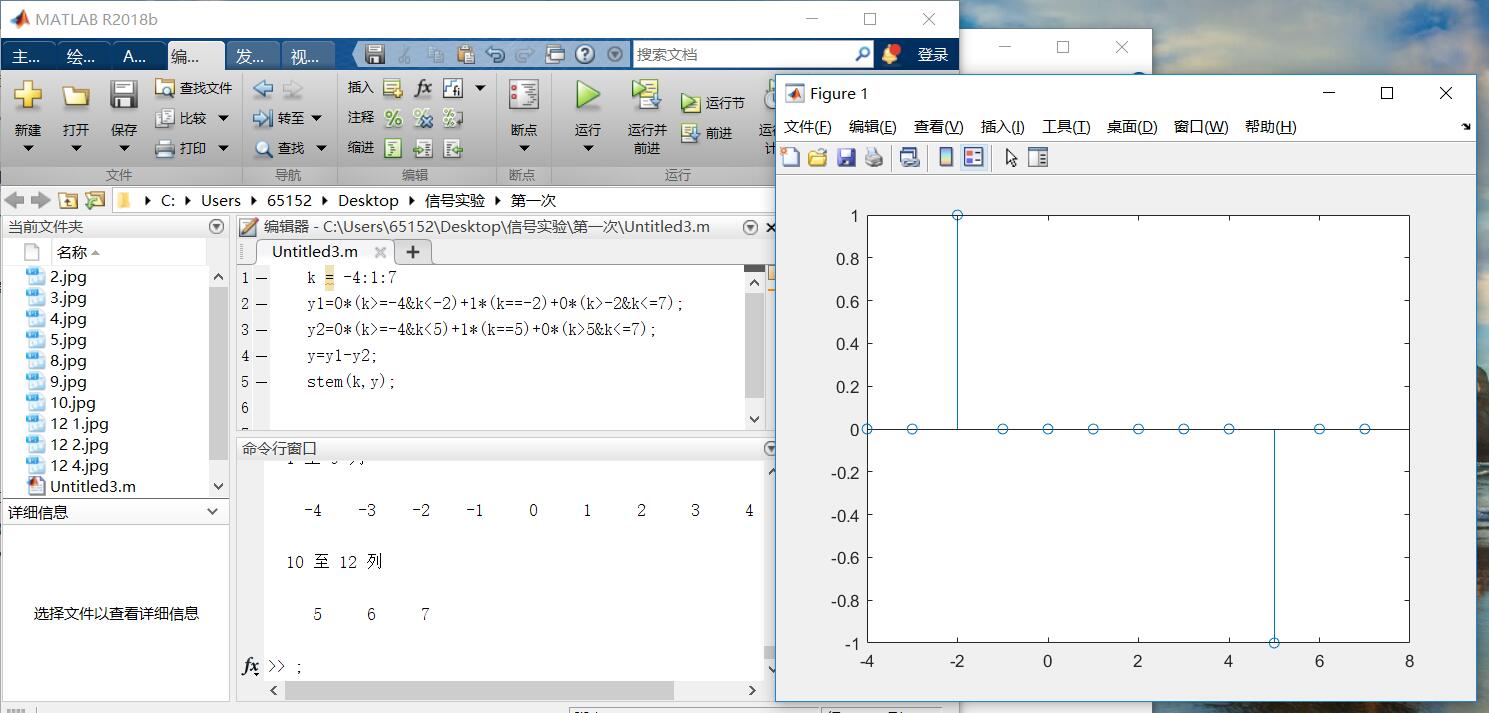 MATLAB R2018b
主... 绘... A... 编... 发... 视... 搜索文档 登录
新建 打开 保存 查找文件 比较 打印
转至 查找
插入 fx fi
注释
缩进
断点 运行 运行并前进 运行节 前进
文件 导航 编辑 断点 运行
C: Users 65152 Desktop 信号实验 第一次
当前文件夹
名称
2.jpg
3.jpg
4.jpg
5.jpg
8.jpg
9.jpg
10.jpg
12 1.jpg
12 2.jpg
12 4.jpg
Untitled3.m
详细信息
选择文件以查看详细信息
编辑器 - C:\Users\65152\Desktop\信号实验\第一次\Untitled3.m
Untitled3.m
1 k = -4:1:7
2 y1=0*(k>=-4&k<-2)+1*(k==-2)+0*(k>-2&k<=7);
3 y2=0*(k>=-4&k<5)+1*(k==5)+0*(k>5&k<=7);
4 y=y1-y2;
5 stem(k,y);
6
命令行窗口
-4 -3 -2 -1 0 1 2 3 4
10 至 12 列
5 6 7
fx >> ;
Figure 1
文件(F) 编辑(E) 查看(V) 插入(I) 工具(T) 桌面(D) 窗口(W) 帮助(H)
1
0.8
0.6
0.4
0.2
0
-0.2
-0.4
-0.6
-0.8
-1
-4 -2 0 2 4 6 8